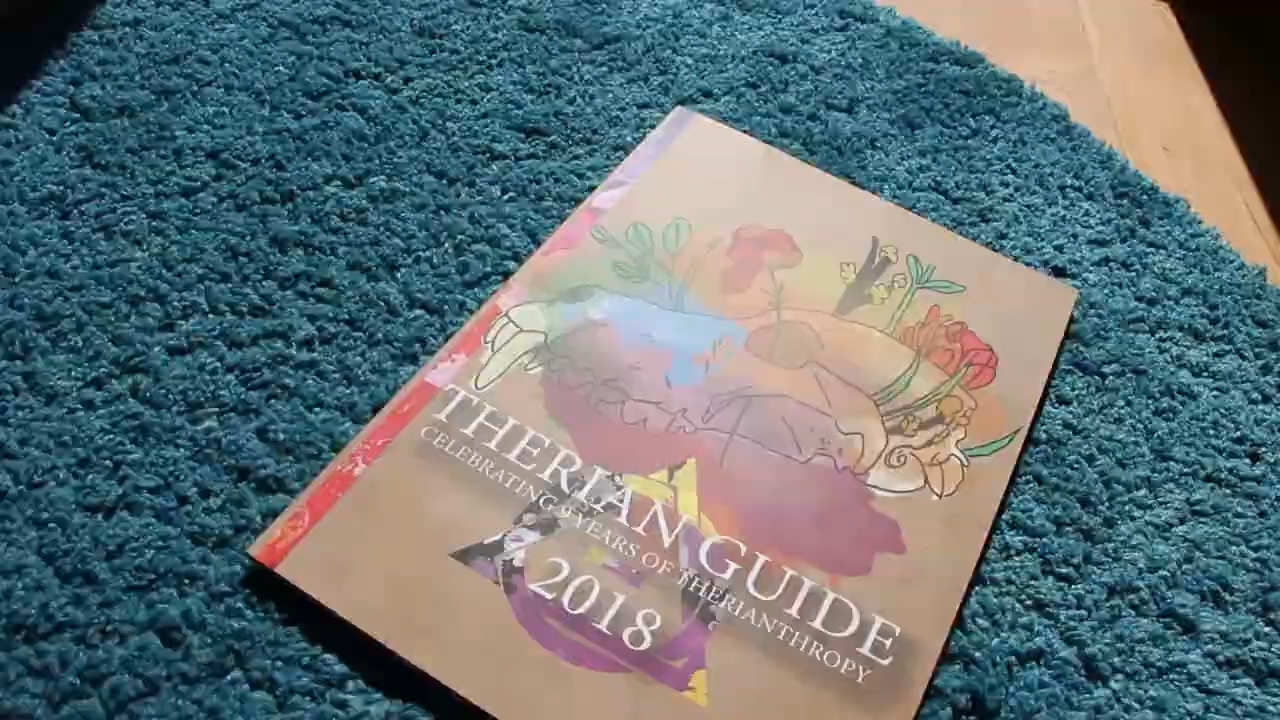 THERIAN GUIDE
CELEBRATING 9 YEARS OF THERIANTHROPY
2018